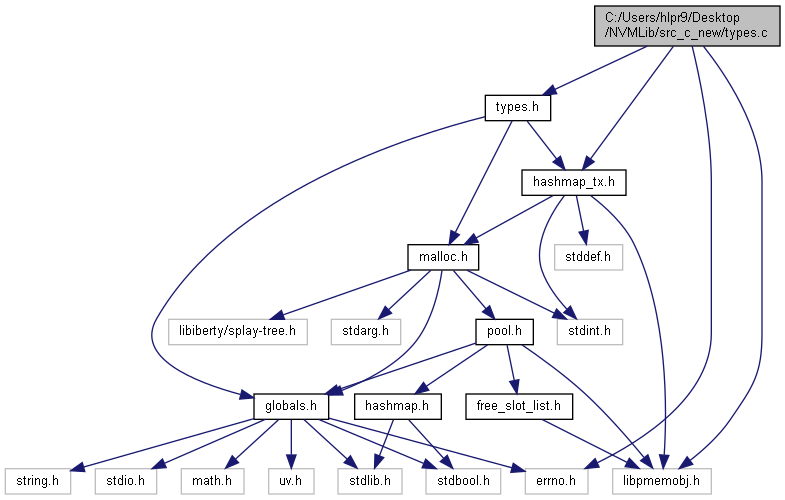 C:/Users/hlpr9/Desktop
/NVMLib/src_c_new/types.c
types.h
hashmap_tx.h
malloc.h
stddef.h
libiberty/splay-tree.h
stdarg.h
pool.h
stdint.h
globals.h
hashmap.h
free_slot_list.h
string.h
stdio.h
math.h
uv.h
stdlib.h
stdbool.h
errno.h
libpmemobj.h